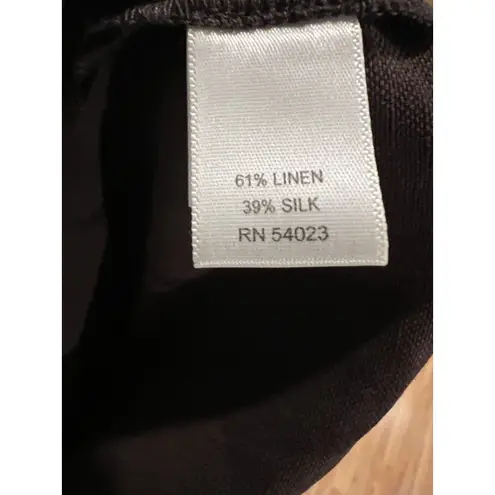 61% LINEN
39% SILK
RN 54023